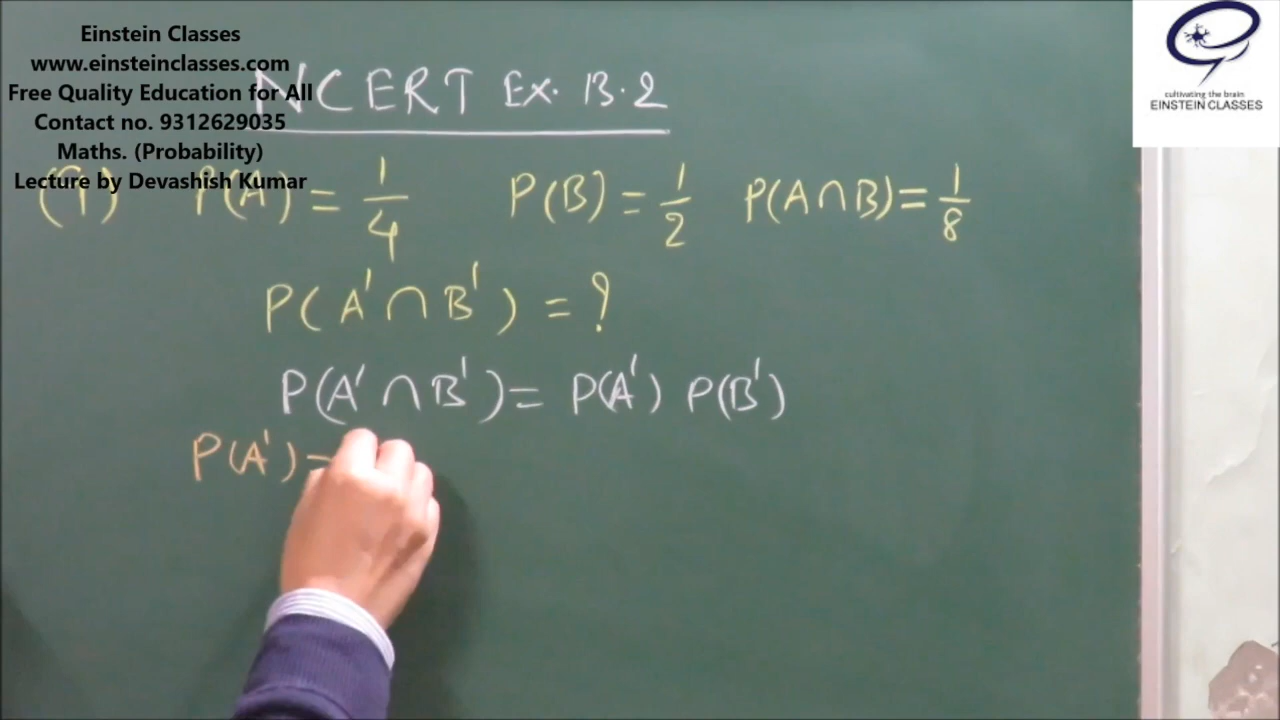 Einstein Classes
www.einsteinclasses.com
Free Quality Education for All
Contact no. 9312629035
Maths. (Probability)
Lecture by Devashish Kumar
cultivating the brain
EINSTEIN CLASSES
NCERT Ex. 13.2
(9) P(A) = 1/4 P(B) = 1/2 P(A∩B) = 1/8
P(A'∩B') = ?
P(A'∩B') = P(A') P(B')
P(A') =